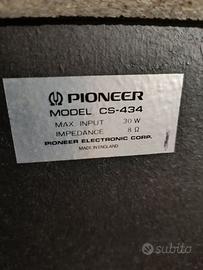 PIONEER
MODEL CS-434
MAX. INPUT 30 W
IMPEDANCE 8 Ω
PIONEER ELECTRONIC CORP.
MADE IN ENGLAND
subito